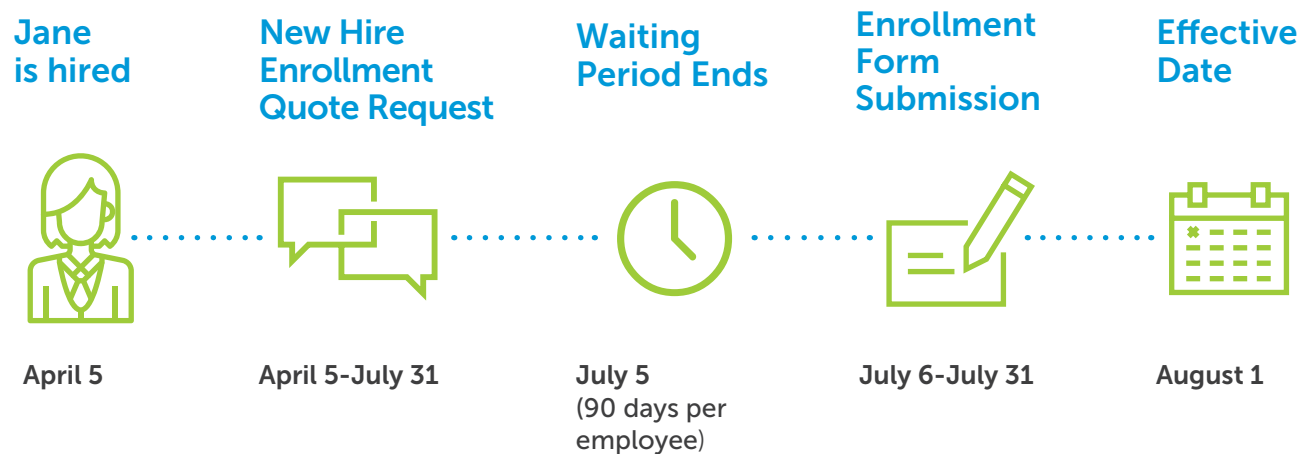 Jane
is hired
New Hire
Enrollment
Quote Request
Waiting
Period Ends
Enrollment
Form
Submission
Effective
Date
April 5
April 5-July 31
July 5
(90 days per
employee)
July 6-July 31
August 1